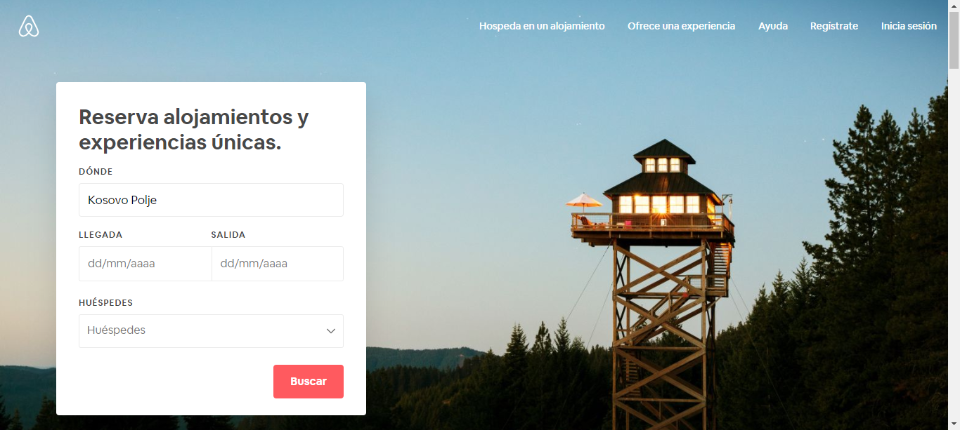 Hospeda en un alojamiento Ofrece una experiencia Ayuda Regístrate Inicia sesión
Reserva alojamientos y
experiencias únicas.
DÓNDE
Kosovo Polje
LLEGADA SALIDA
dd/mm/aaaa dd/mm/aaaa
HUÉSPEDES
Huéspedes
Buscar